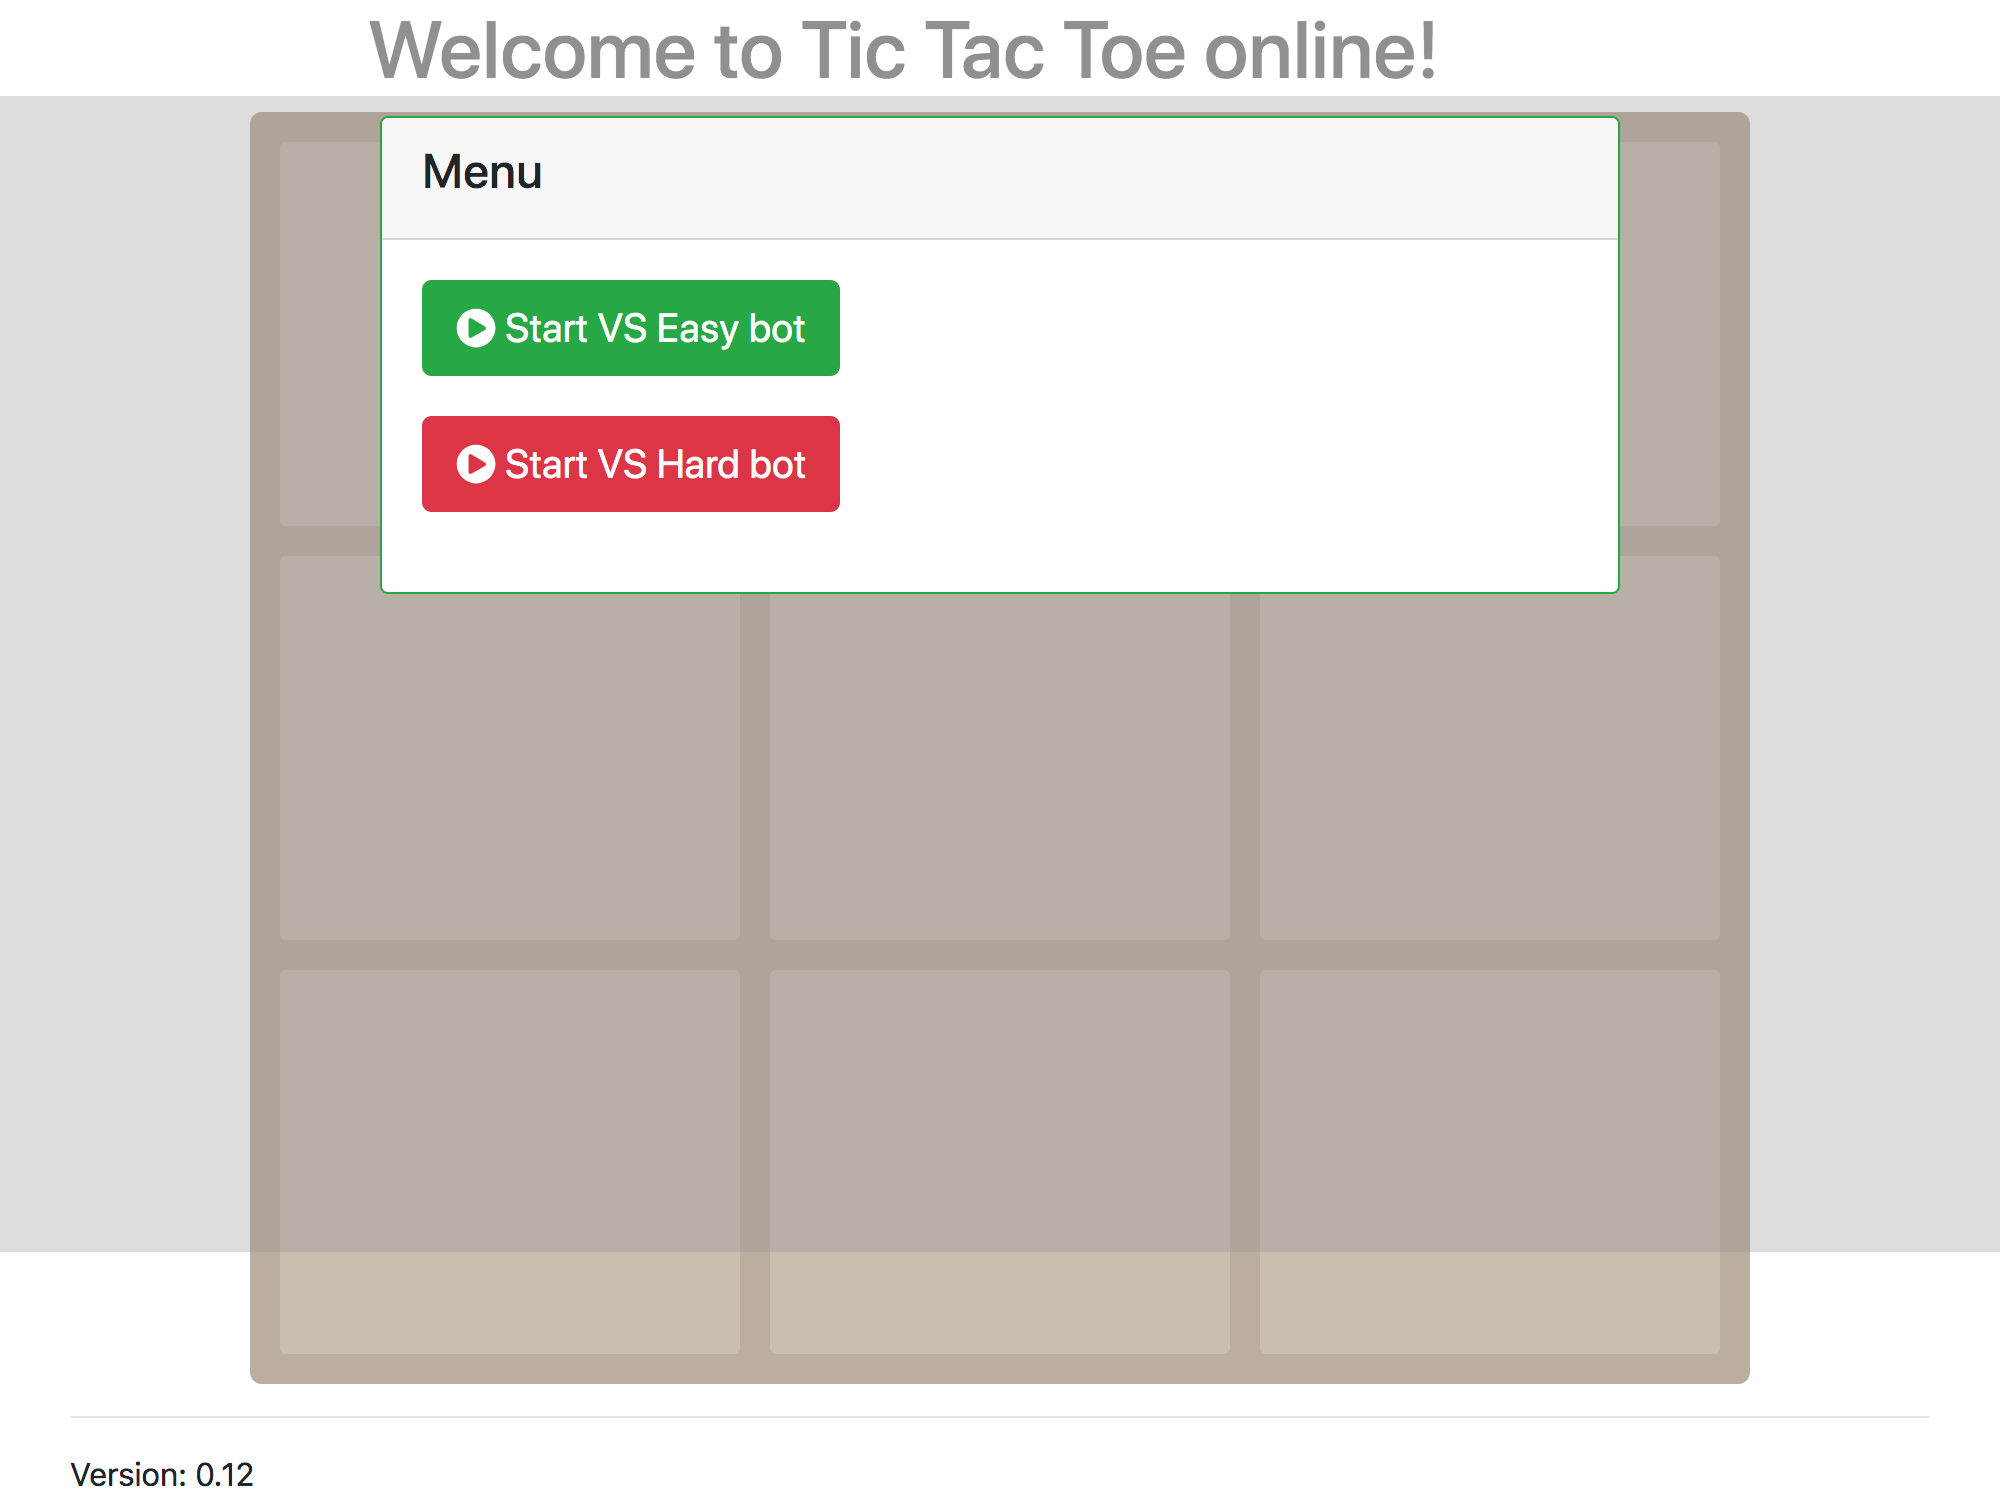 Welcome to Tic Tac Toe online!
Menu
Start VS Easy bot
Start VS Hard bot
Version: 0.12